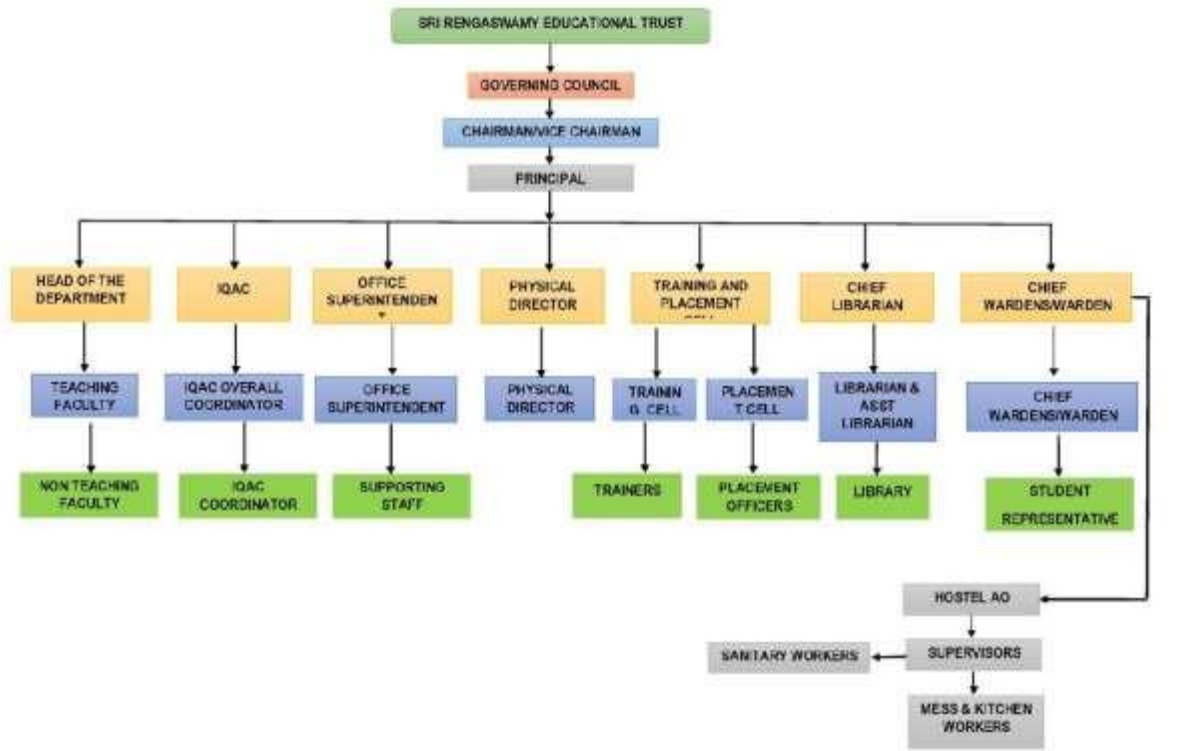 SRI RENGASWAMY EDUCATIONAL TRUST
GOVERNING COUNCIL
CHAIRMAN/VICE CHAIRMAN
PRINCIPAL
HEAD OF THE
DEPARTMENT
IQAC
OFFICE
SUPERINTENDEN
PHYSICAL
DIRECTOR
TRAINING AND
PLACEMENT
CHIEF
LIBRARIAN
CHIEF
WARDENS/WARDEN
TEACHING
FACULTY
IQAC OVERALL
COORDINATOR
OFFICE
SUPERINTENDENT
PHYSICAL
DIRECTOR
TRAININ
G CELL
PLACEMEN
T CELL
LIBRARIAN &
ASST
LIBRARIAN
CHIEF
WARDENS/WARDEN
NON TEACHING
FACULTY
IQAC
COORDINATOR
SUPPORTING
STAFF
TRAINERS
PLACEMENT
OFFICERS
LIBRARY
STUDENT
REPRESENTATIVE
HOSTEL AO
SANITARY WORKERS
SUPERVISORS
MESS & KITCHEN
WORKERS